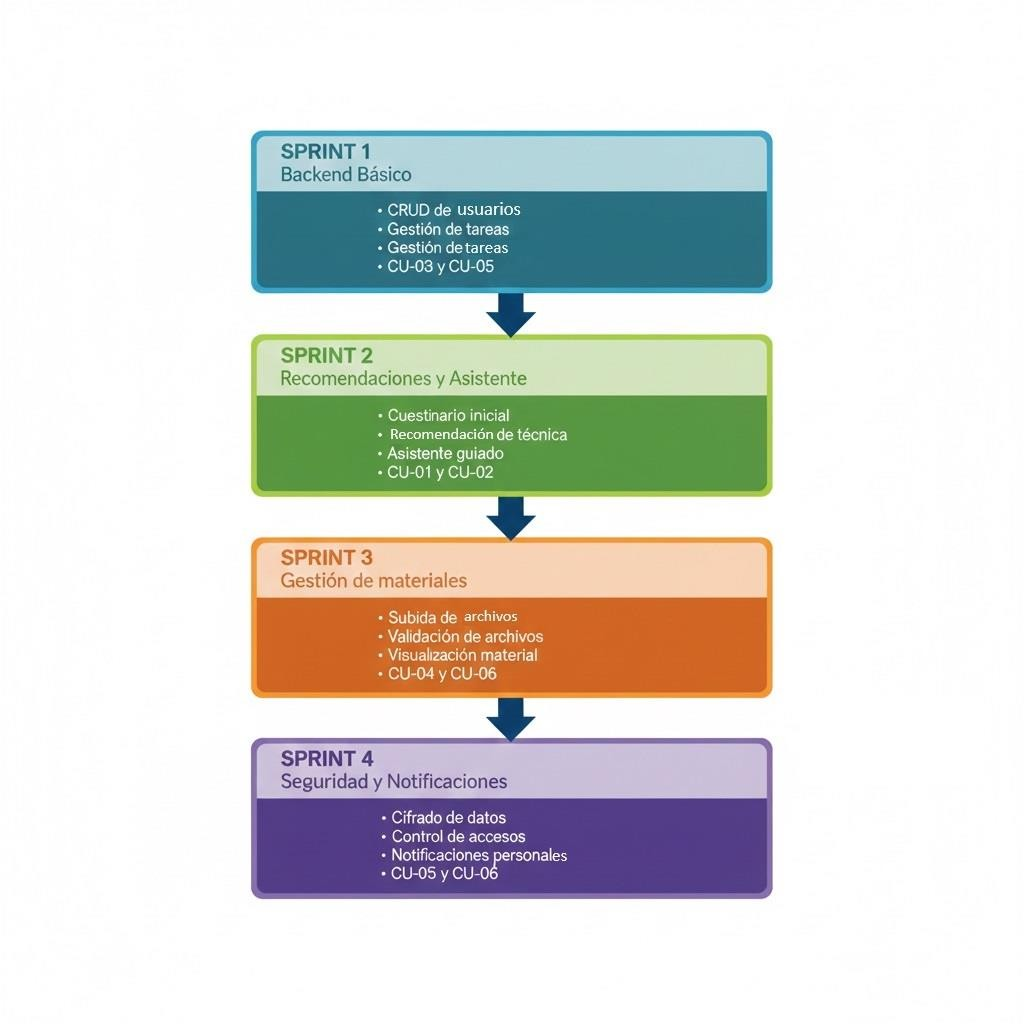 SPRINT 1
Backend Básico
• CRUD de usuarios
• Gestión de tareas
• Gestión de tareas
• CU-03 y CU-05
SPRINT 2
Recomendaciones y Asistente
• Cuestinario inicial
• Recomendación de técnica
• Asistente guiado
• CU-01 y CU-02
SPRINT 3
Gestión de materiales
• Subida de archivos
• Validación de archivos
• Visualización material
• CU-04 y CU-06
SPRINT 4
Seguridad y Notificaciones
• Cifrado de datos
• Control de accesos
• Notificaciones personales
• CU-05 y CU-06